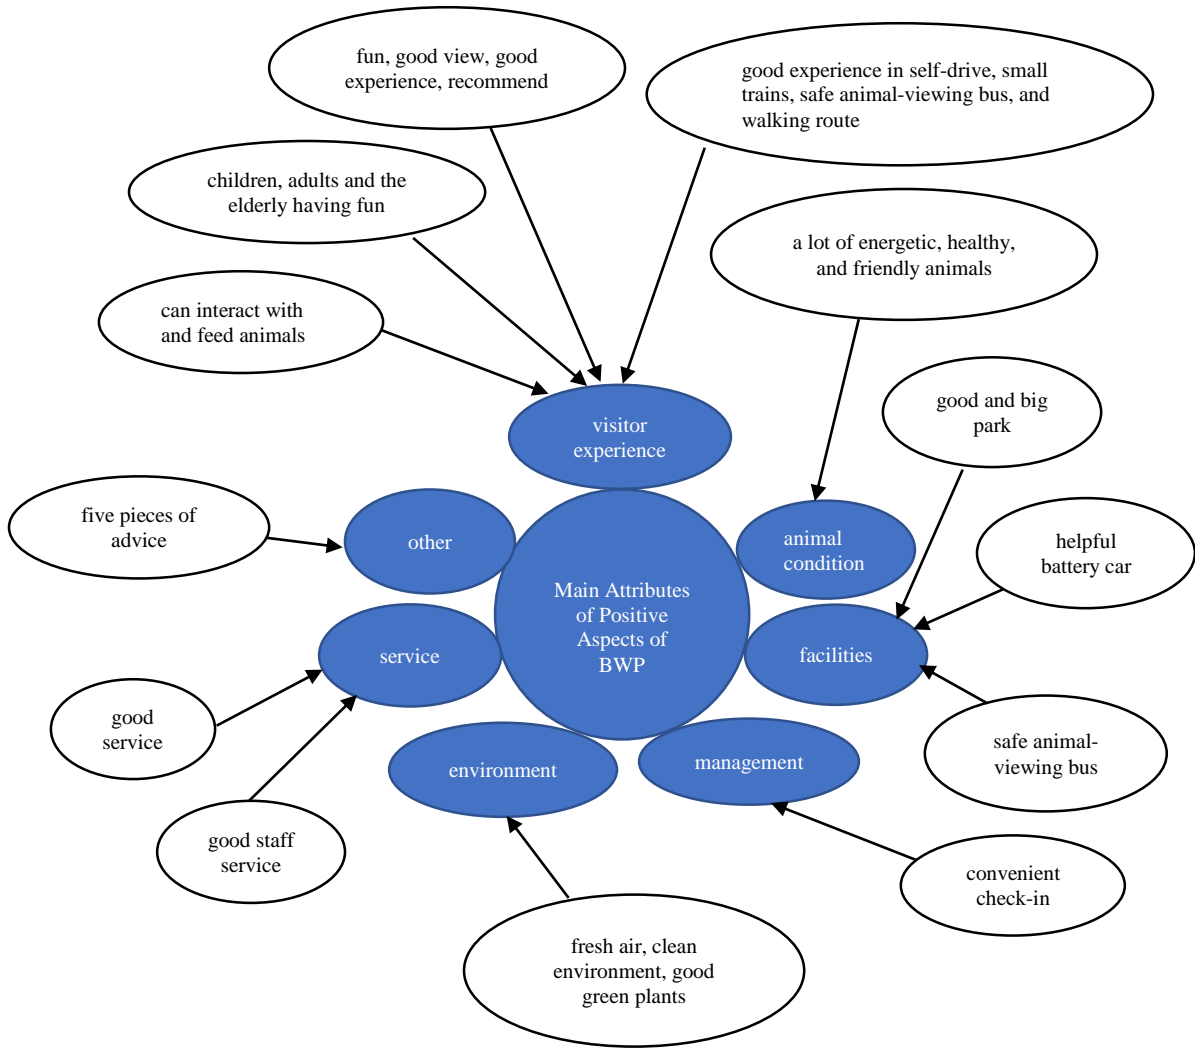 fun, good view, good
experience, recommend
good experience in self-drive, small
trains, safe animal-viewing bus, and
walking route
children, adults and the
elderly having fun
a lot of energetic, healthy,
and friendly animals
can interact with
and feed animals
good and big
park
visitor
experience
five pieces of
advice
other
animal
condition
helpful
battery car
Main Attributes
of Positive
Aspects of
BWP
service
facilities
good
service
environment
management
safe animal-
viewing bus
good staff
service
convenient
check-in
fresh air, clean
environment, good
green plants